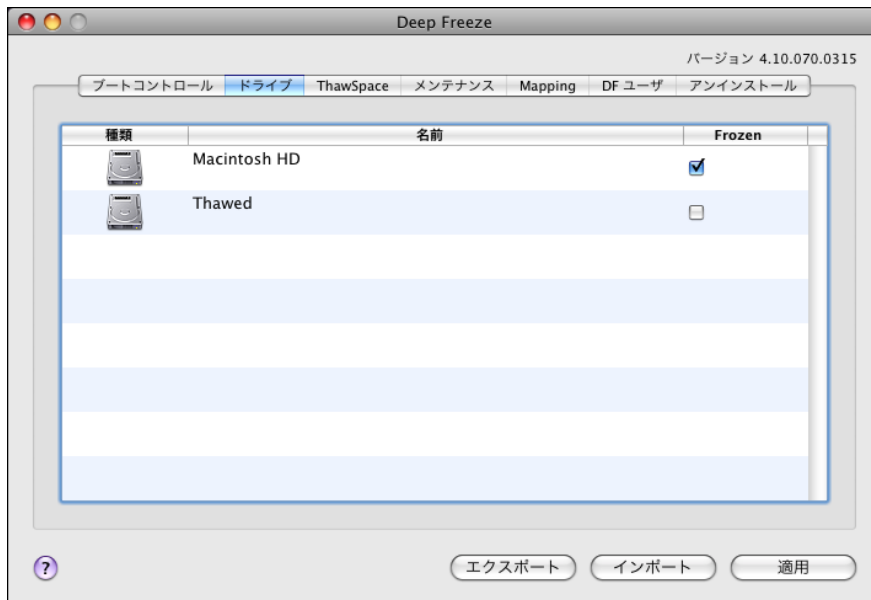 Deep Freeze
バージョン 4.10.070.0315
ブートコントロール ドライブ ThawSpace メンテナンス Mapping DF ユーザ アンインストール
種類 名前 Frozen
Macintosh HD
Thawed
? エクスポート インポート 適用